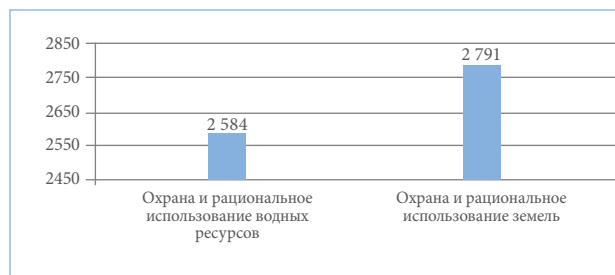 2850
2750
2650
2550
2450
2 584
2 791
Охрана и рациональное
использование водных
ресурсов
Охрана и рациональное
использование земель